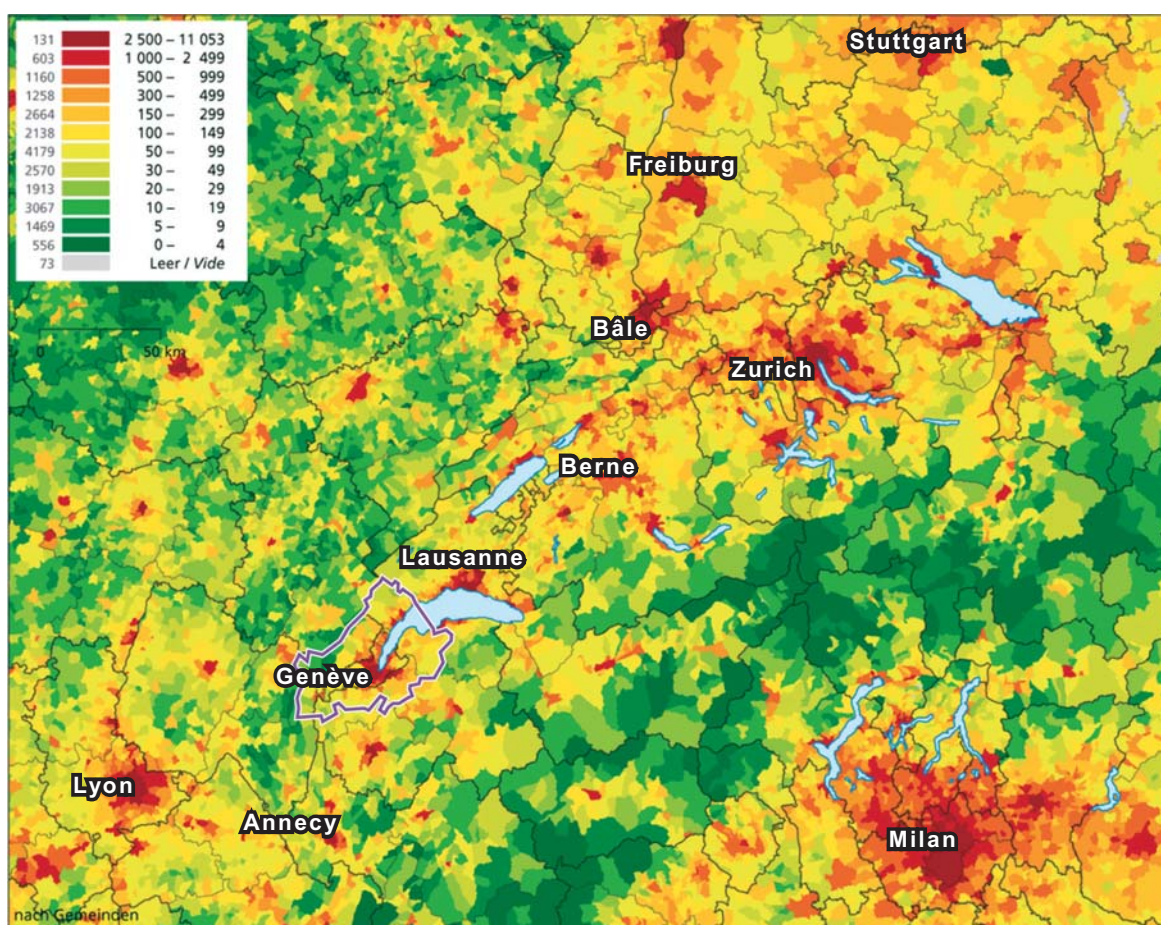 131 2 500 – 11 053
603 1 000 – 2 499
1160 500 – 999
1258 300 – 499
2664 150 – 299
2138 100 – 149
4179 50 – 99
2570 30 – 49
1913 20 – 29
3067 10 – 19
1469 5 – 9
556 0 – 4
73 Leer / Vide
Stuttgart
Freiburg
Bâle
0 50 km
Zurich
Berne
Lausanne
Genève
Lyon
Annecy
Milan
nach Gemeinden